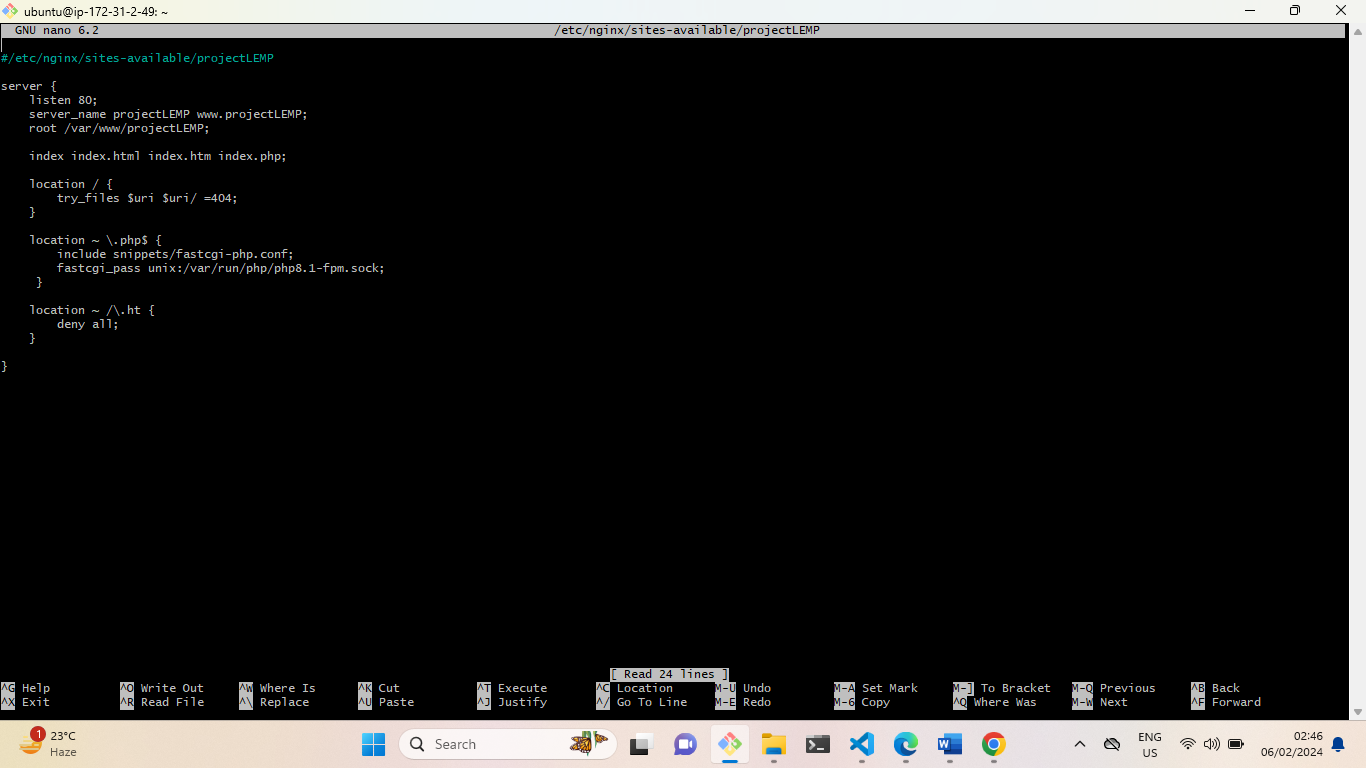 ubuntu@ip-172-31-2-49: ~
GNU nano 6.2 /etc/nginx/sites-available/projectLEMP
#/etc/nginx/sites-available/projectLEMP
server {
listen 80;
server_name projectLEMP www.projectLEMP;
root /var/www/projectLEMP;
index index.html index.htm index.php;
location / {
try_files $uri $uri/ =404;
}
location ~ \.php$ {
include snippets/fastcgi-php.conf;
fastcgi_pass unix:/var/run/php/php8.1-fpm.sock;
}
location ~ /\.ht {
deny all;
}
}
[ Read 24 lines ]
^G Help ^O Write Out ^W Where Is ^K Cut ^T Execute ^C Location M-U Undo M-A Set Mark M-] To Bracket M-Q Previous ^B Back
^X Exit ^R Read File ^\ Replace ^U Paste ^J Justify ^/ Go To Line M-E Redo M-6 Copy ^Q Where Was M-W Next ^F Forward
1 23°C
Haze
Search
ENG
US
02:46
06/02/2024